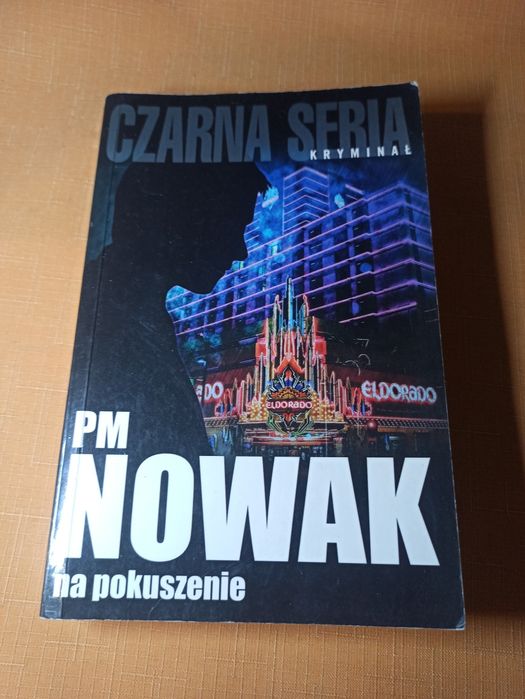 CZARNA SERIA
KRYMINAŁ
DO
ELDORADO
ELDORADO
PM
NOWAK
na pokuszenie